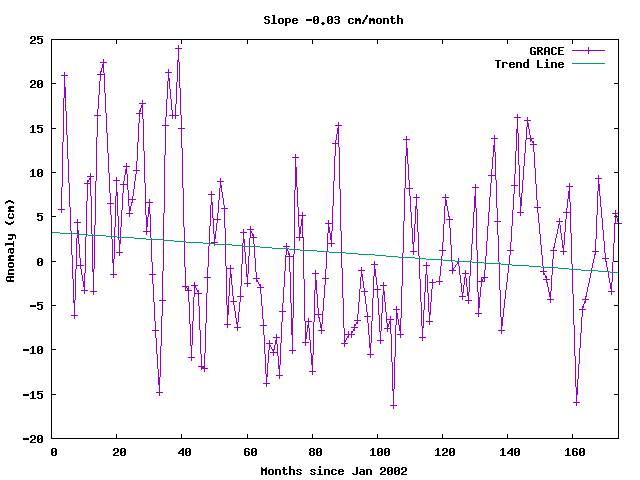 Slope -0.03 cm/month
GRACE
Trend Line
25
20
15
10
5
0
-5
-10
-15
-20
Anomaly (cm)
0 20 40 60 80 100 120 140 160
Months since Jan 2002